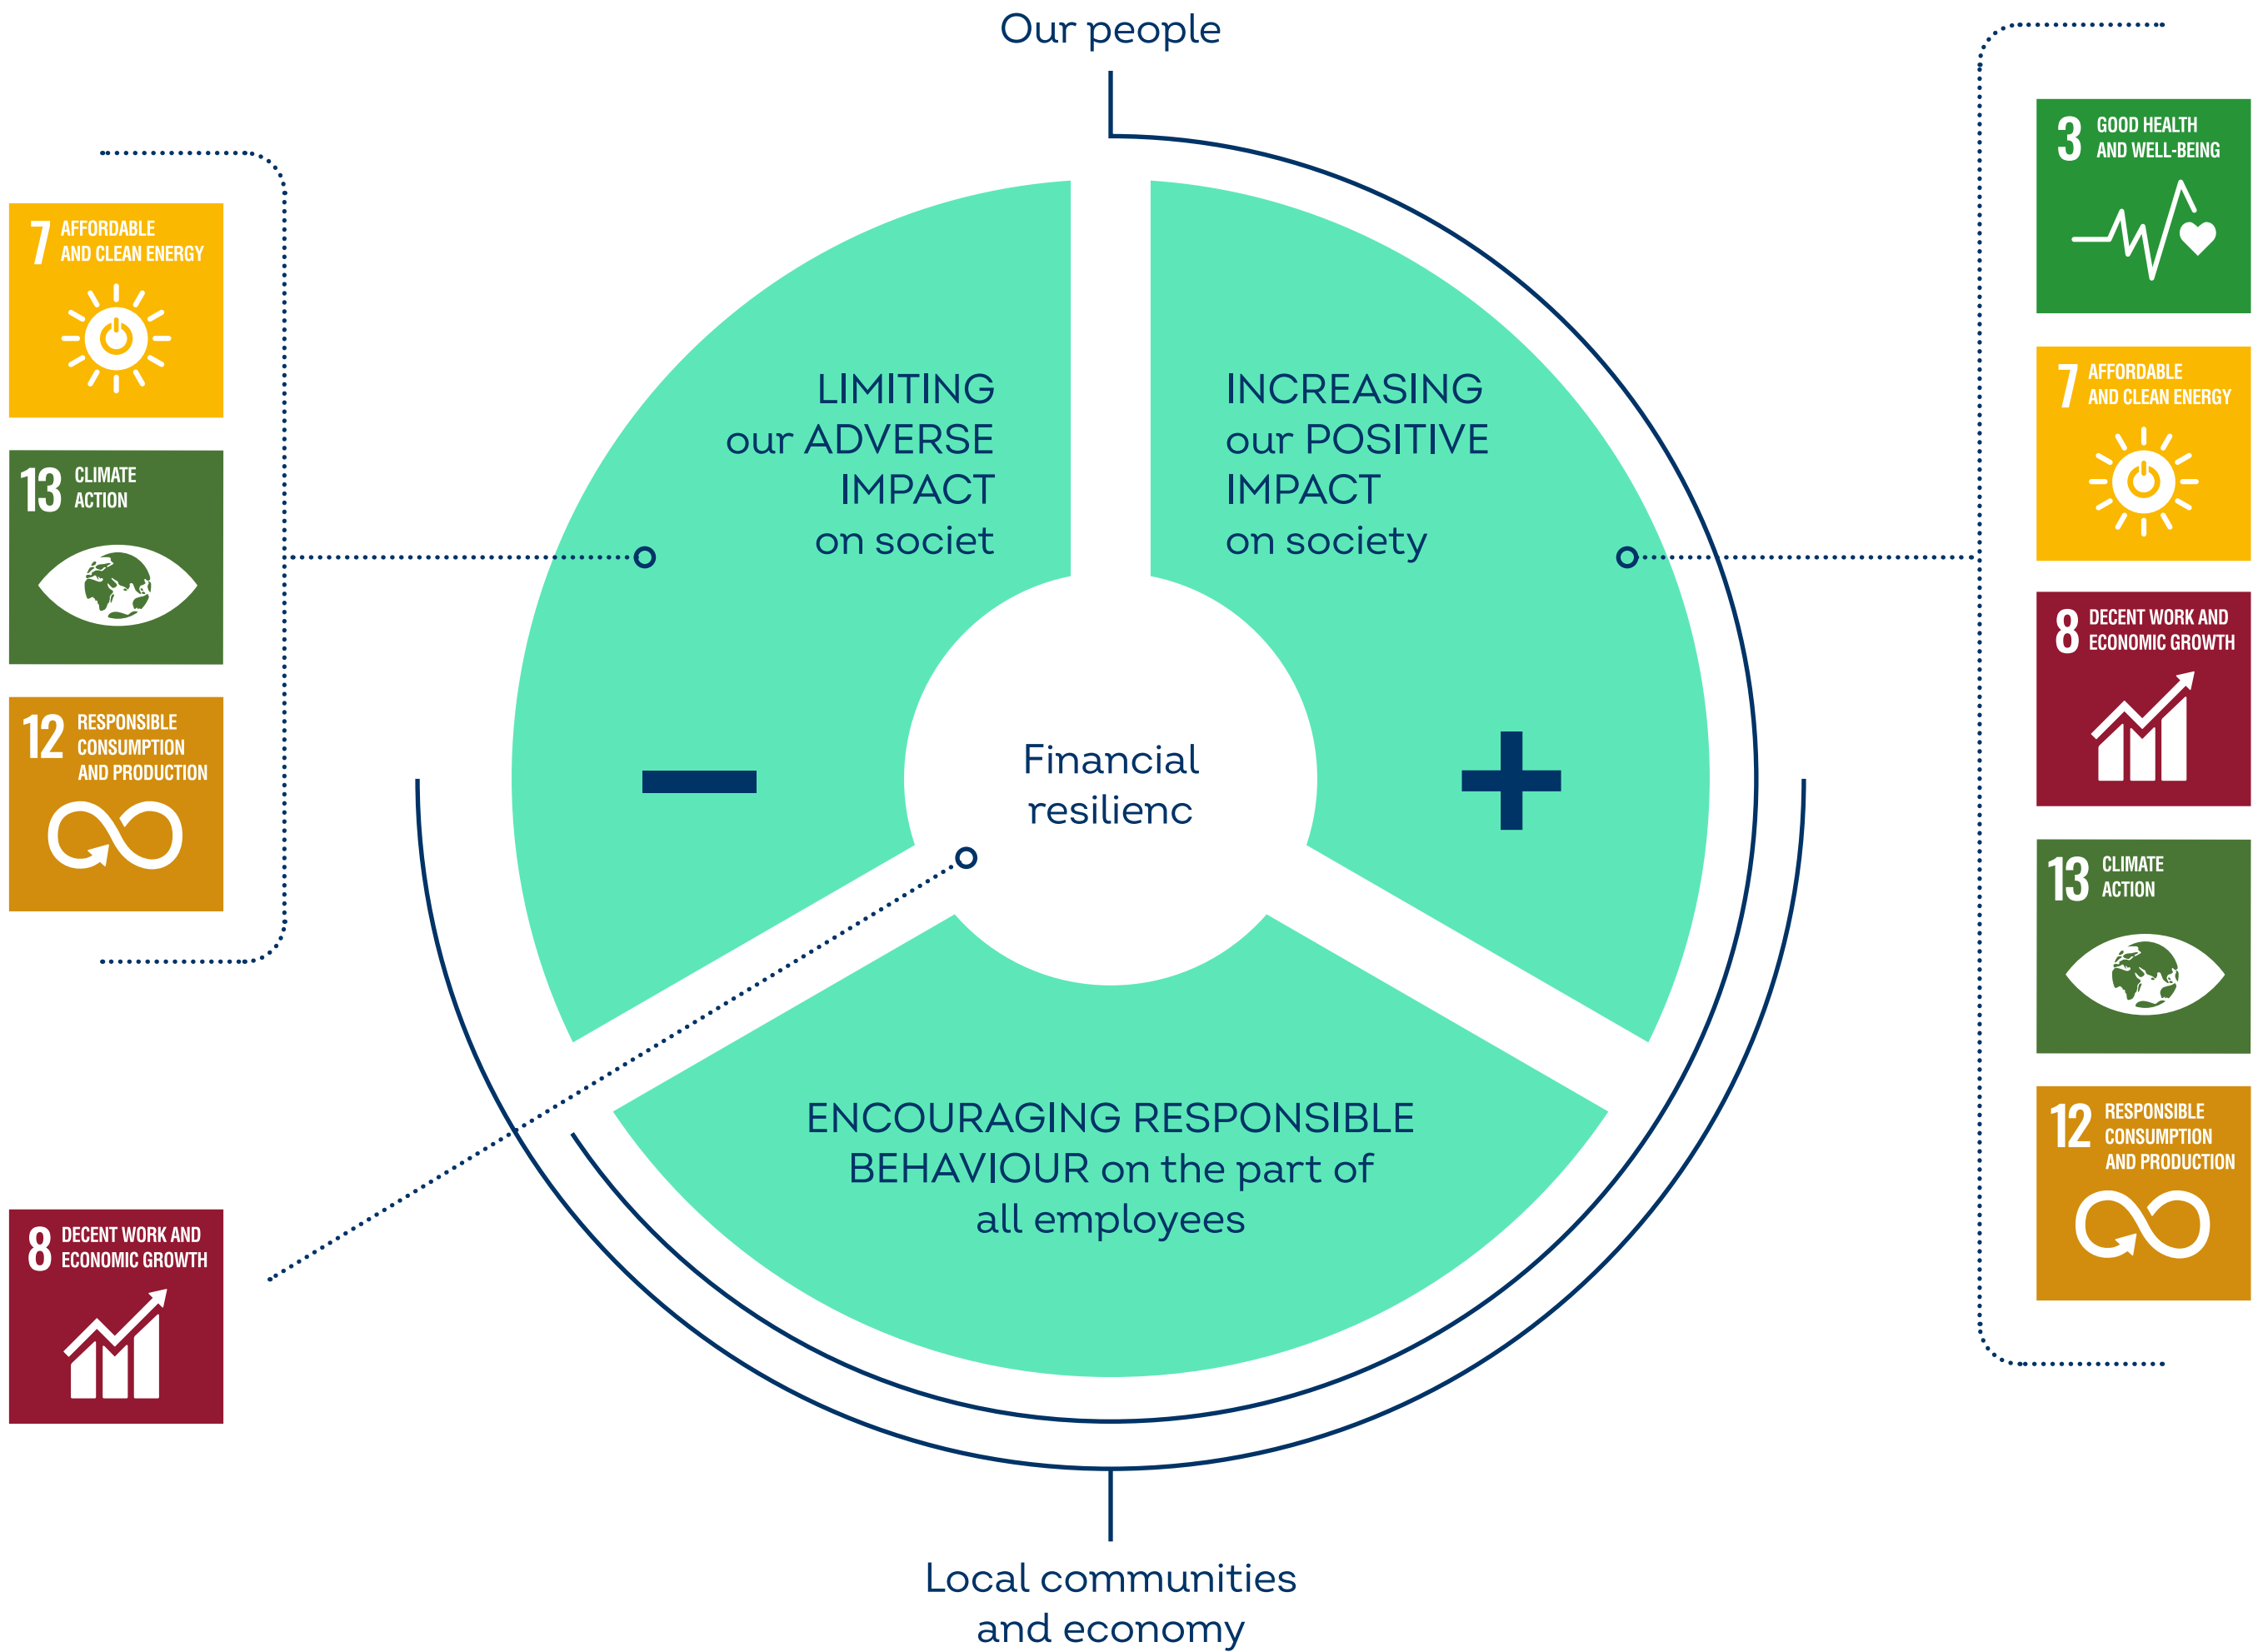 Our people
7 AFFORDABLE
AND CLEAN ENERGY
13 CLIMATE
ACTION
12 RESPONSIBLE
CONSUMPTION
AND PRODUCTION
8 DECENT WORK AND
ECONOMIC GROWTH
LIMITING
our ADVERSE
IMPACT
on societ
INCREASING
our POSITIVE
IMPACT
on society
Financial
resilienc
ENCOURAGING RESPONSIBLE
BEHAVIOUR on the part of
all employees
3 GOOD HEALTH
AND WELL-BEING
7 AFFORDABLE
AND CLEAN ENERGY
8 DECENT WORK AND
ECONOMIC GROWTH
13 CLIMATE
ACTION
12 RESPONSIBLE
CONSUMPTION
AND PRODUCTION
Local communities
and economy